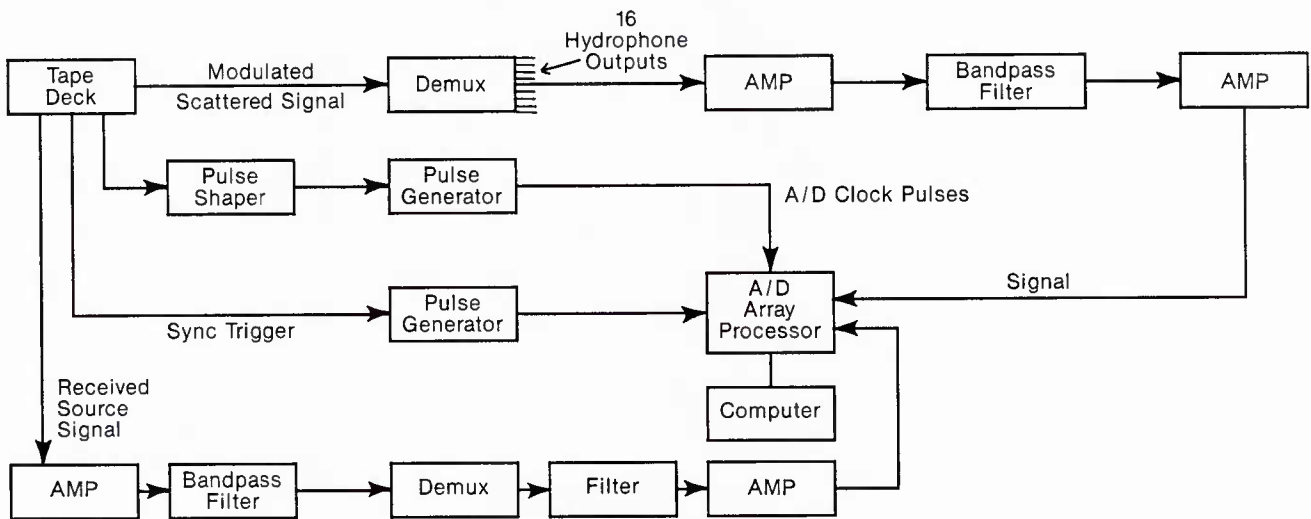 16
Hydrophone
Outputs
Tape
Deck
Modulated
Scattered Signal
Demux
AMP
Bandpass
Filter
AMP
Pulse
Shaper
Pulse
Generator
A/D Clock Pulses
Pulse
Generator
Sync Trigger
A/D
Array
Processor
Signal
Received
Source
Signal
Computer
AMP
Bandpass
Filter
Demux
Filter
AMP